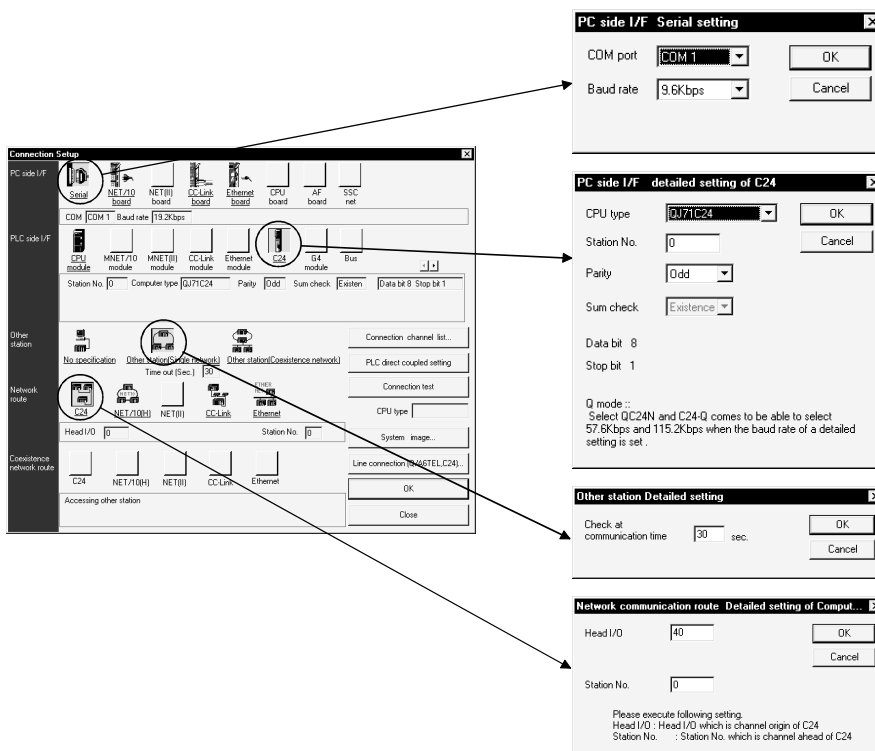 Connection Setup
PC side I/F
Serial
NET/10 board
NET(II) board
CC-Link board
Ethernet board
CPU board
AF board
SSC net
COM COM 1 Baud rate 19.2Kbps
PLC side I/F
CPU module
MNET/10 module
MNET(II) module
CC-Link module
Ethernet module
C24
G4 module
Bus
Station No. 0 Computer type QJ71C24 Parity Odd Sum check Existen Data bit 8 Stop bit 1
Other station
No specification
Other station(Single network)
Other station(Coexistence network)
Time out (Sec.) 30
Network route
C24
NET/10(H)
NET(II)
CC-Link
Ethernet
Head I/O 0 Station No. 0
Coexistence network route
C24
NET/10(H)
NET(II)
CC-Link
Ethernet
Accessing other station
Connection channel list...
PLC direct coupled setting
Connection test
CPU type
System image...
Line connection (Q/A6TEL,C24)...
OK
Close
PC side I/F Serial setting
COM port COM 1 OK
Baud rate 9.6Kbps Cancel
PC side I/F detailed setting of C24
CPU type QJ71C24 OK
Station No. 0 Cancel
Parity Odd
Sum check Existence
Data bit 8
Stop bit 1
Q mode ::
Select QC24N and C24-Q comes to be able to select
57.6Kbps and 115.2Kbps when the baud rate of a detailed
setting is set .
Other station Detailed setting
Check at
communication time 30 sec.
OK
Cancel
Network communication route Detailed setting of Comput...
Head I/O 40 OK
Cancel
Station No. 0
Please execute following setting.
Head I/O : Head I/O which is channel origin of C24
Station No. : Station No. which is channel ahead of C24